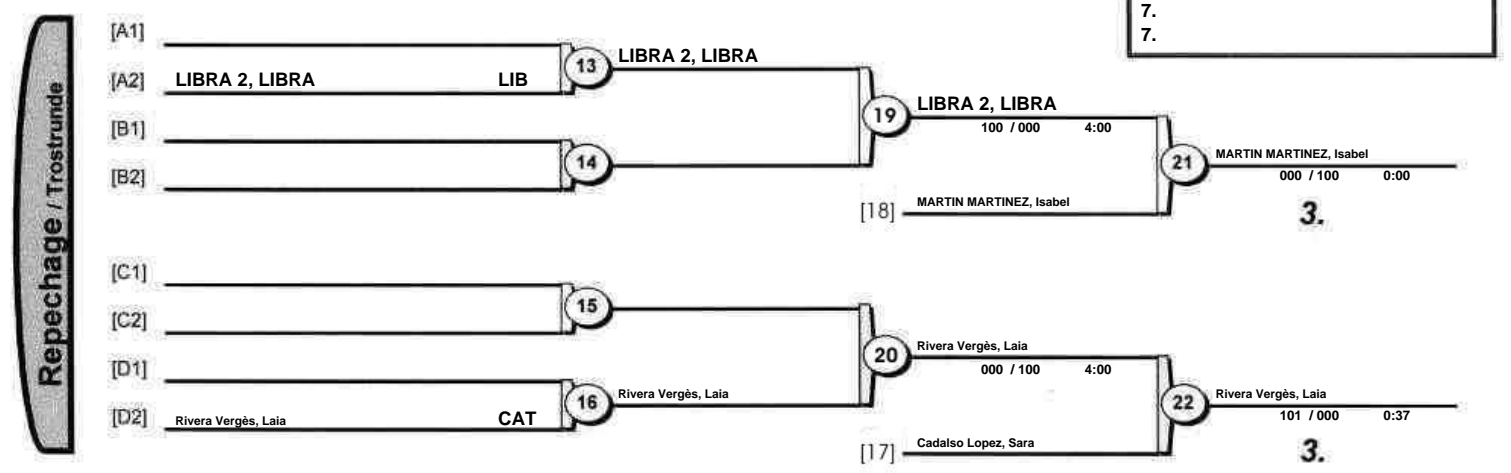 7.
7.
Repechage / Trostrunde
[A1]
[A2] LIBRA 2, LIBRA LIB
13 LIBRA 2, LIBRA
[B1]
[B2]
14
19 LIBRA 2, LIBRA
100 / 000 4:00
[18] MARTIN MARTINEZ, Isabel
21 MARTIN MARTINEZ, Isabel
000 / 100 0:00
3.
[C1]
[C2]
15
[D1]
[D2] Rivera Vergès, Laia CAT
16 Rivera Vergès, Laia
20 Rivera Vergès, Laia
000 / 100 4:00
[17] Cadalso Lopez, Sara
22 Rivera Vergès, Laia
101 / 000 0:37
3.